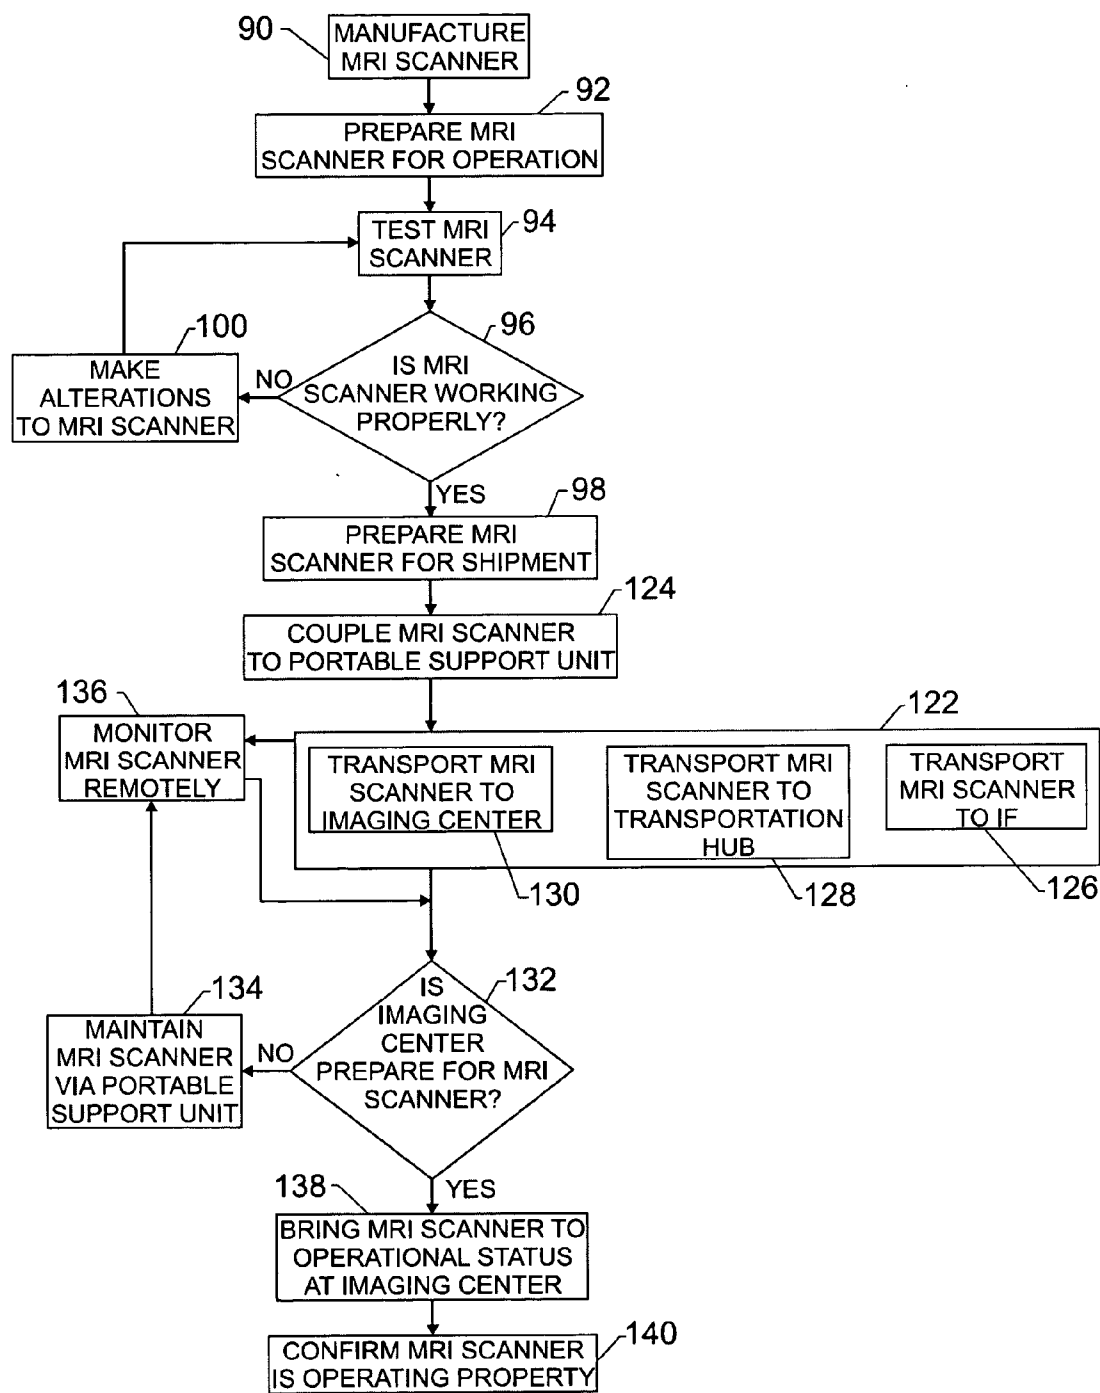 90
MANUFACTURE
MRI SCANNER
92
PREPARE MRI
SCANNER FOR OPERATION
TEST MRI
SCANNER
94
96
IS MRI
SCANNER WORKING
PROPERLY?
NO
100
MAKE
ALTERATIONS
TO MRI SCANNER
YES
98
PREPARE MRI
SCANNER FOR SHIPMENT
124
COUPLE MRI SCANNER
TO PORTABLE SUPPORT UNIT
136
MONITOR
MRI SCANNER
REMOTELY
122
TRANSPORT MRI
SCANNER TO
IMAGING CENTER
130
TRANSPORT MRI
SCANNER TO
TRANSPORTATION
HUB
128
TRANSPORT
MRI SCANNER
TO IF
126
132
IS
IMAGING
CENTER
PREPARE FOR MRI
SCANNER?
NO
134
MAINTAIN
MRI SCANNER
VIA PORTABLE
SUPPORT UNIT
YES
138
BRING MRI SCANNER TO
OPERATIONAL STATUS
AT IMAGING CENTER
CONFIRM MRI SCANNER
IS OPERATING PROPERTY
140